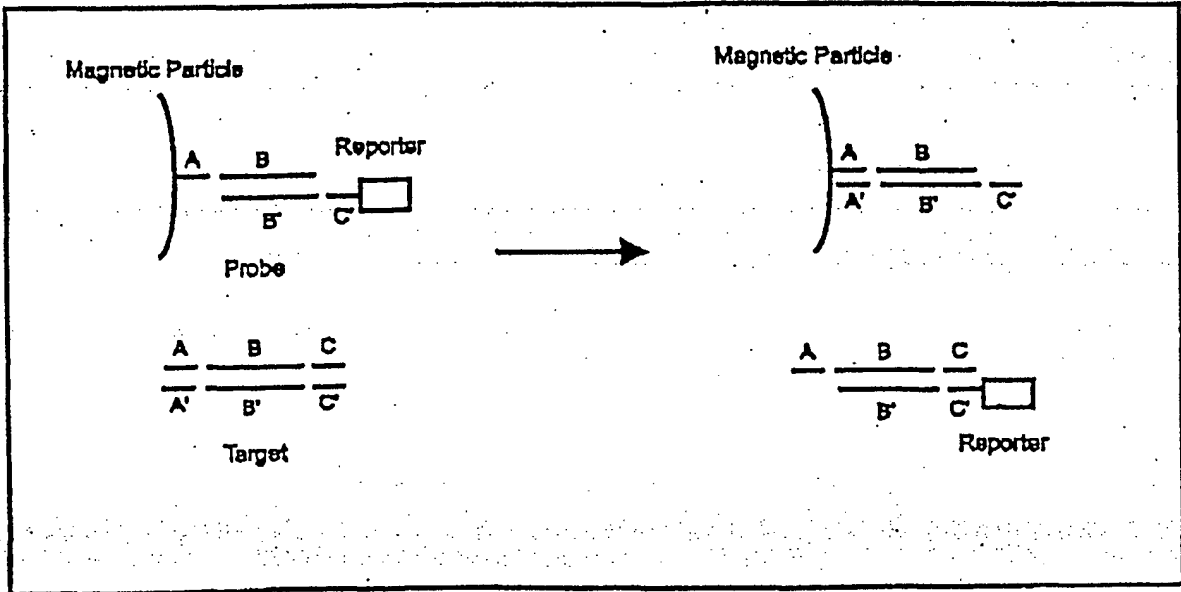 Magnetic Particle
A B Reporter
B' C'
Probe
A B C
A' B' C'
Target
Magnetic Particle
A B
A' B' C'
A B C
B' C'
Reporter